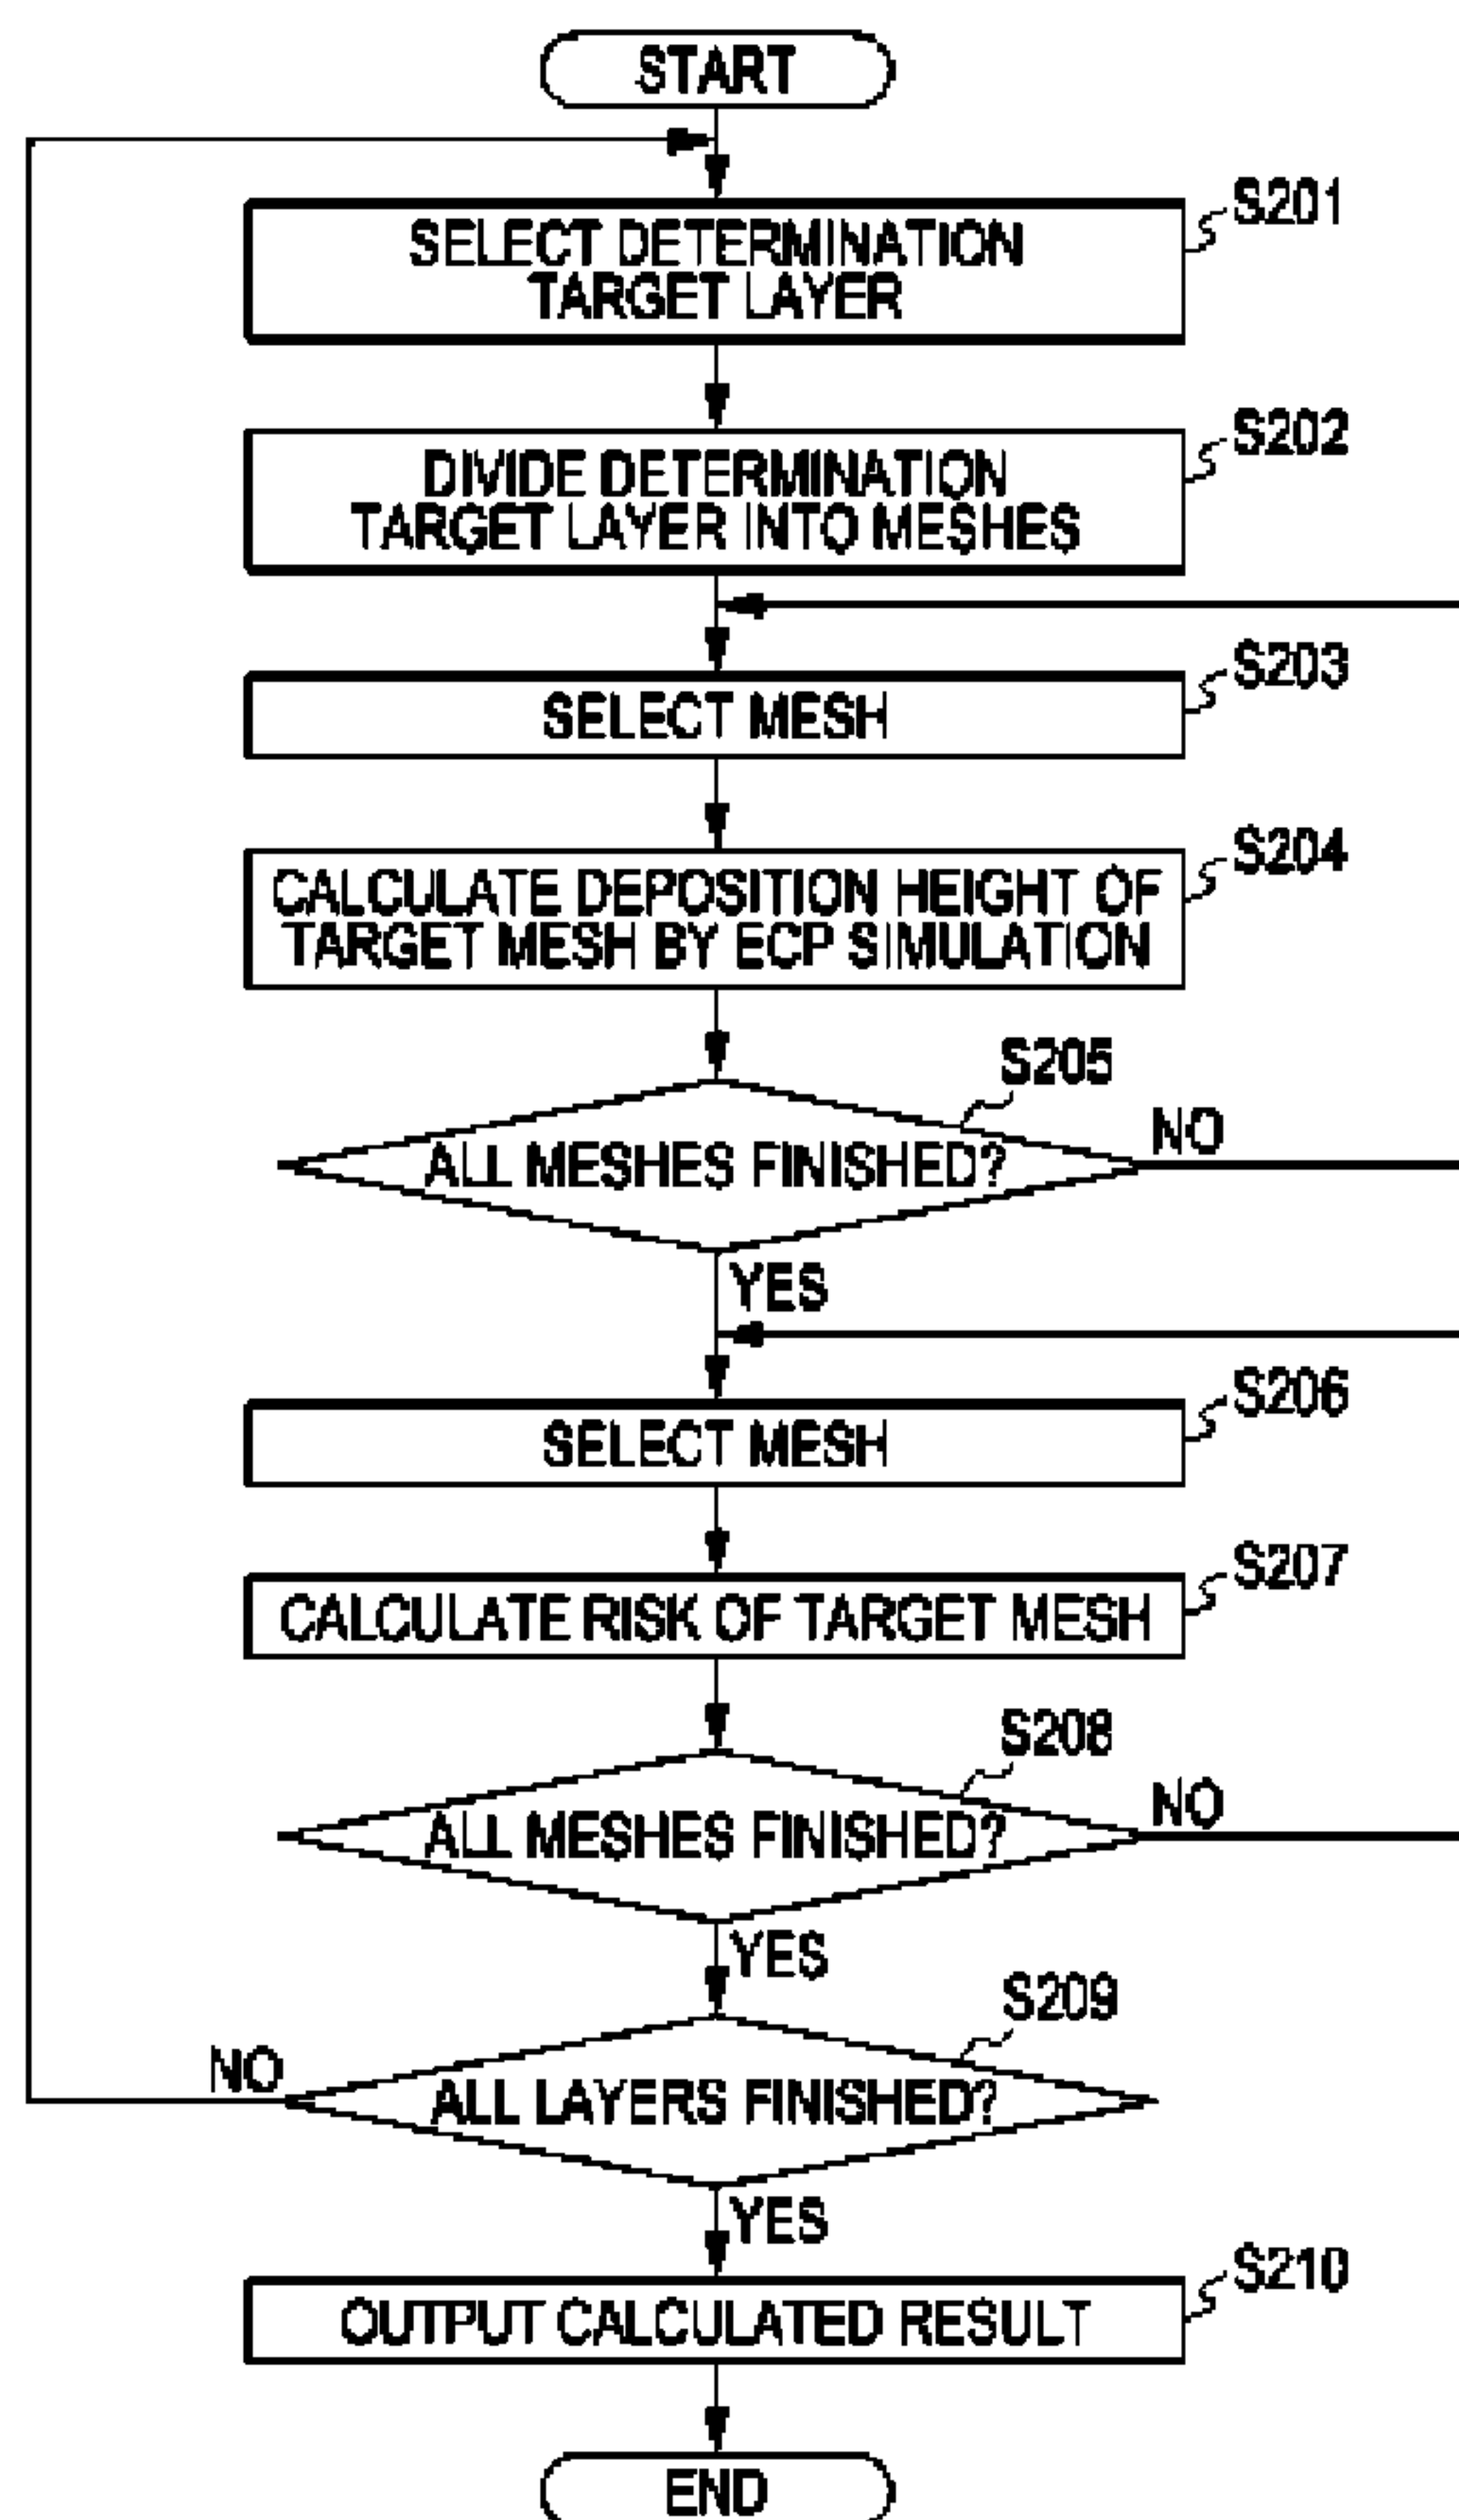 START
S201
SELECT DETERMINATION
TARGET LAYER
S202
DIVIDE DETERMINATION
TARGET LAYER INTO MESHES
S203
SELECT MESH
S204
CALCULATE DEPOSITION HEIGHT OF
TARGET MESH BY ECP SIMULATION
S205
NO
ALL MESHES FINISHED?
YES
S206
SELECT MESH
S207
CALCULATE RISK OF TARGET MESH
S208
NO
ALL MESHES FINISHED?
YES
S209
NO
ALL LAYERS FINISHED?
YES
S210
OUTPUT CALCULATED RESULT
END